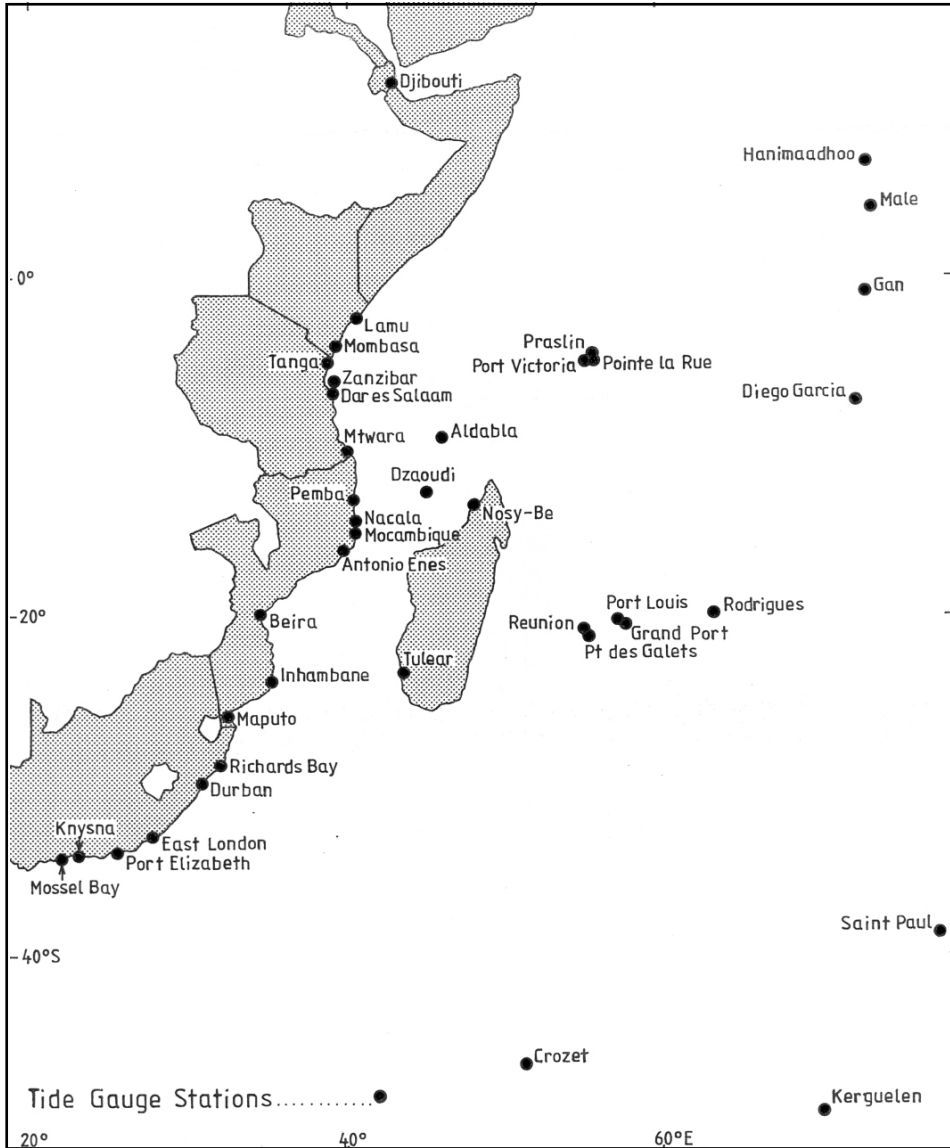 Djibouti
Hanimaadhoo
Male
0°
Gan
Lamu
Mombasa
Praslin
Tanga
Port Victoria
Pointe la Rue
Zanzibar
Dar es Salaam
Diego Garcia
Mtwara
Aldabla
Dzaoudi
Pemba
Nosy-Be
Nacala
Mocambique
Antonio Enes
-20°
Beira
Port Louis
Rodrigues
Reunion
Grand Port
Pt des Galets
Tulear
Inhambane
Maputo
Richards Bay
Durban
Knysna
East London
Port Elizabeth
Mossel Bay
Saint Paul
-40°S
Crozet
Tide Gauge Stations............
Kerguelen
20°
40°
60°E